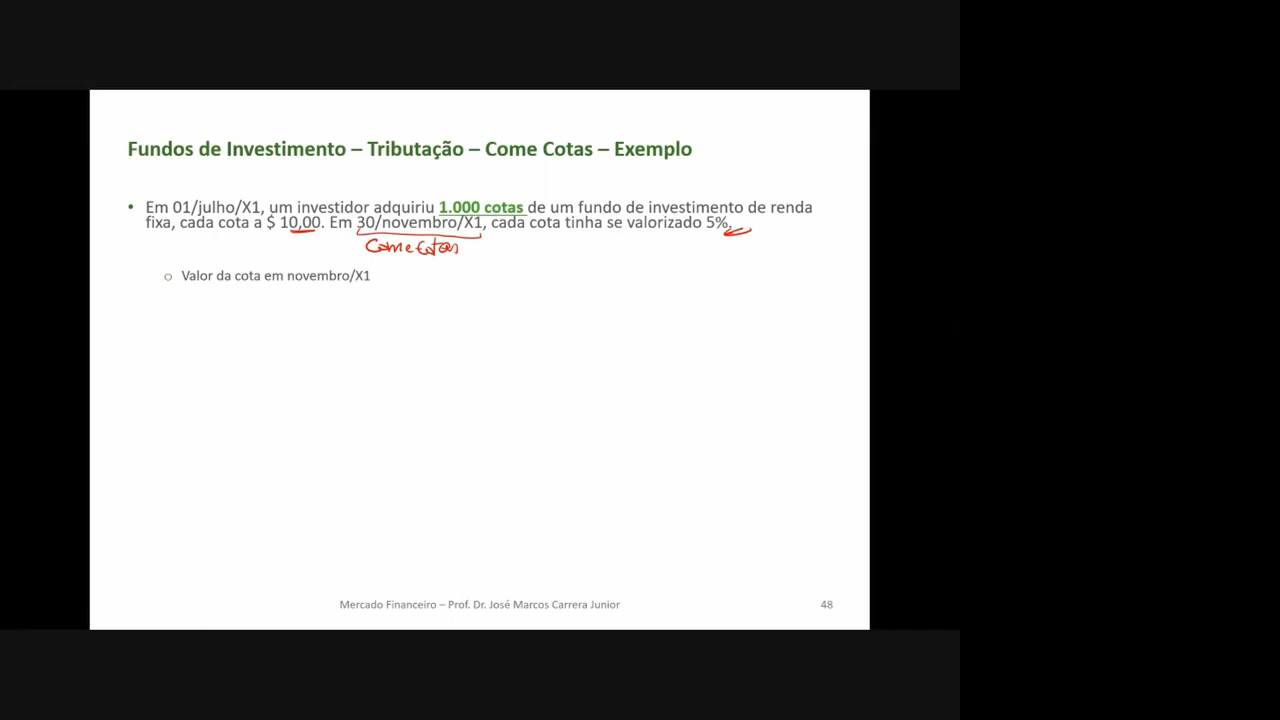 Fundos de Investimento – Tributação – Come Cotas – Exemplo
• Em 01/julho/X1, um investidor adquiriu 1.000 cotas de um fundo de investimento de renda
fixa, cada cota a $ 10,00. Em 30/novembro/X1, cada cota tinha se valorizado 5%.
Come Cotas
o Valor da cota em novembro/X1
Mercado Financeiro – Prof. Dr. José Marcos Carrera Junior
48